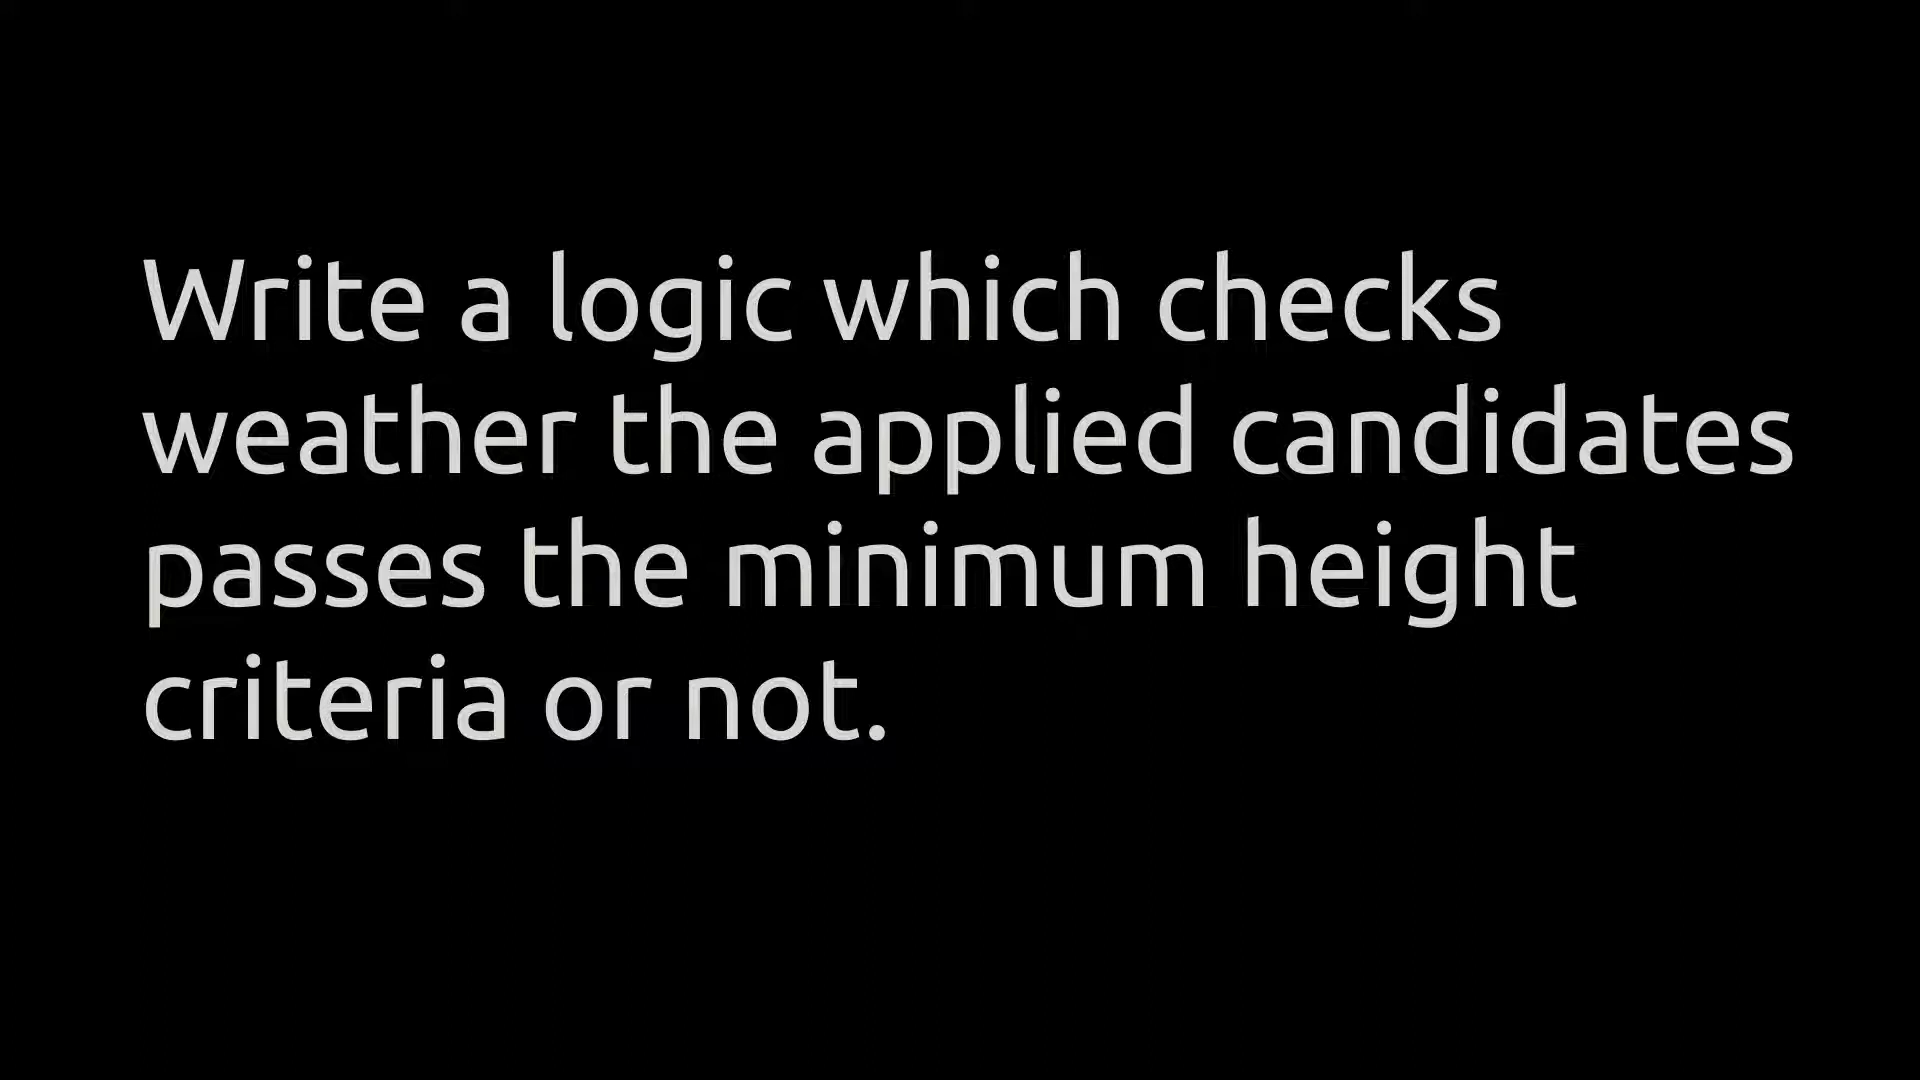 Write a logic which checks
weather the applied candidates
passes the minimum height
criteria or not.